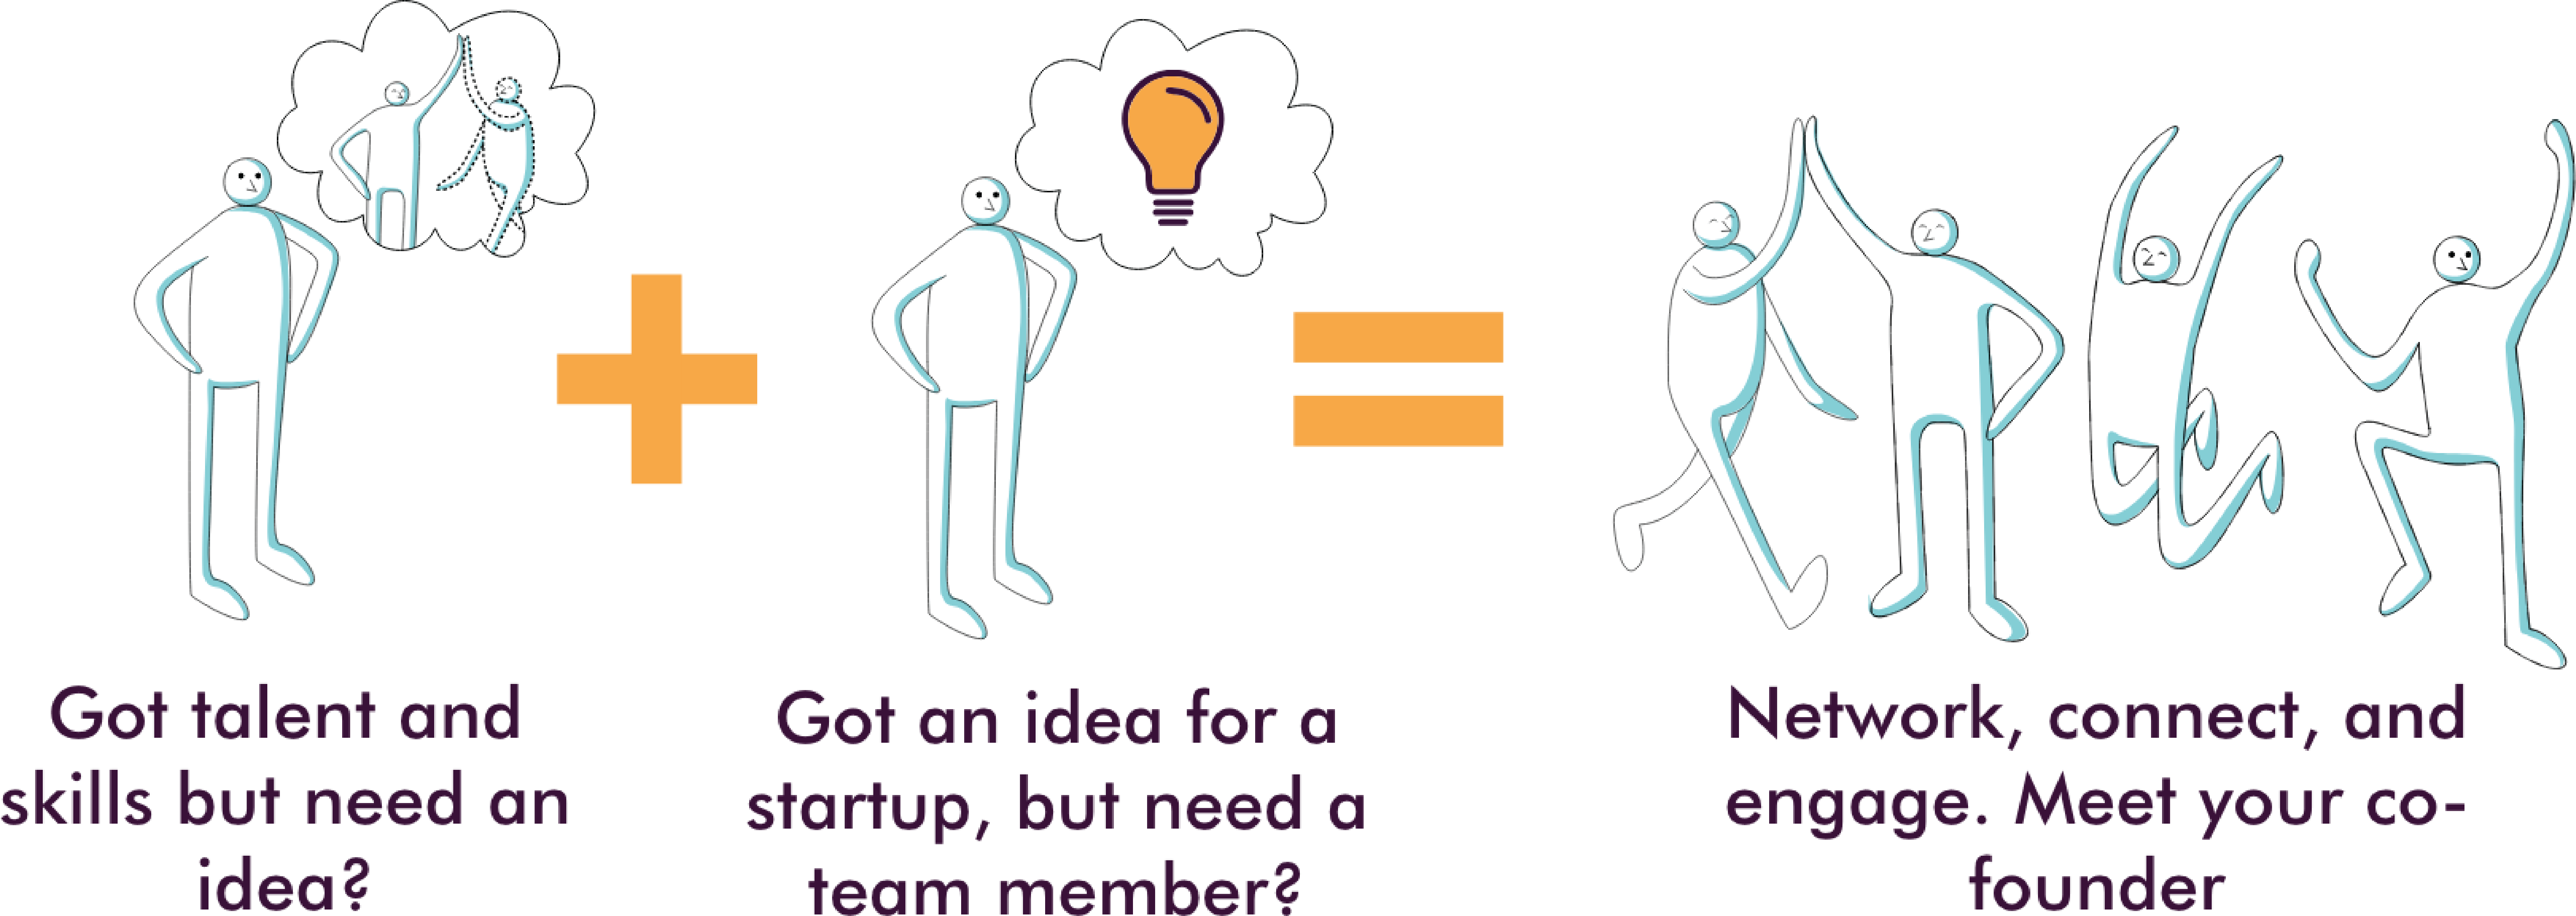 Got talent and
skills but need an
idea?
Got an idea for a
startup, but need a
team member?
Network, connect, and
engage. Meet your co-
founder